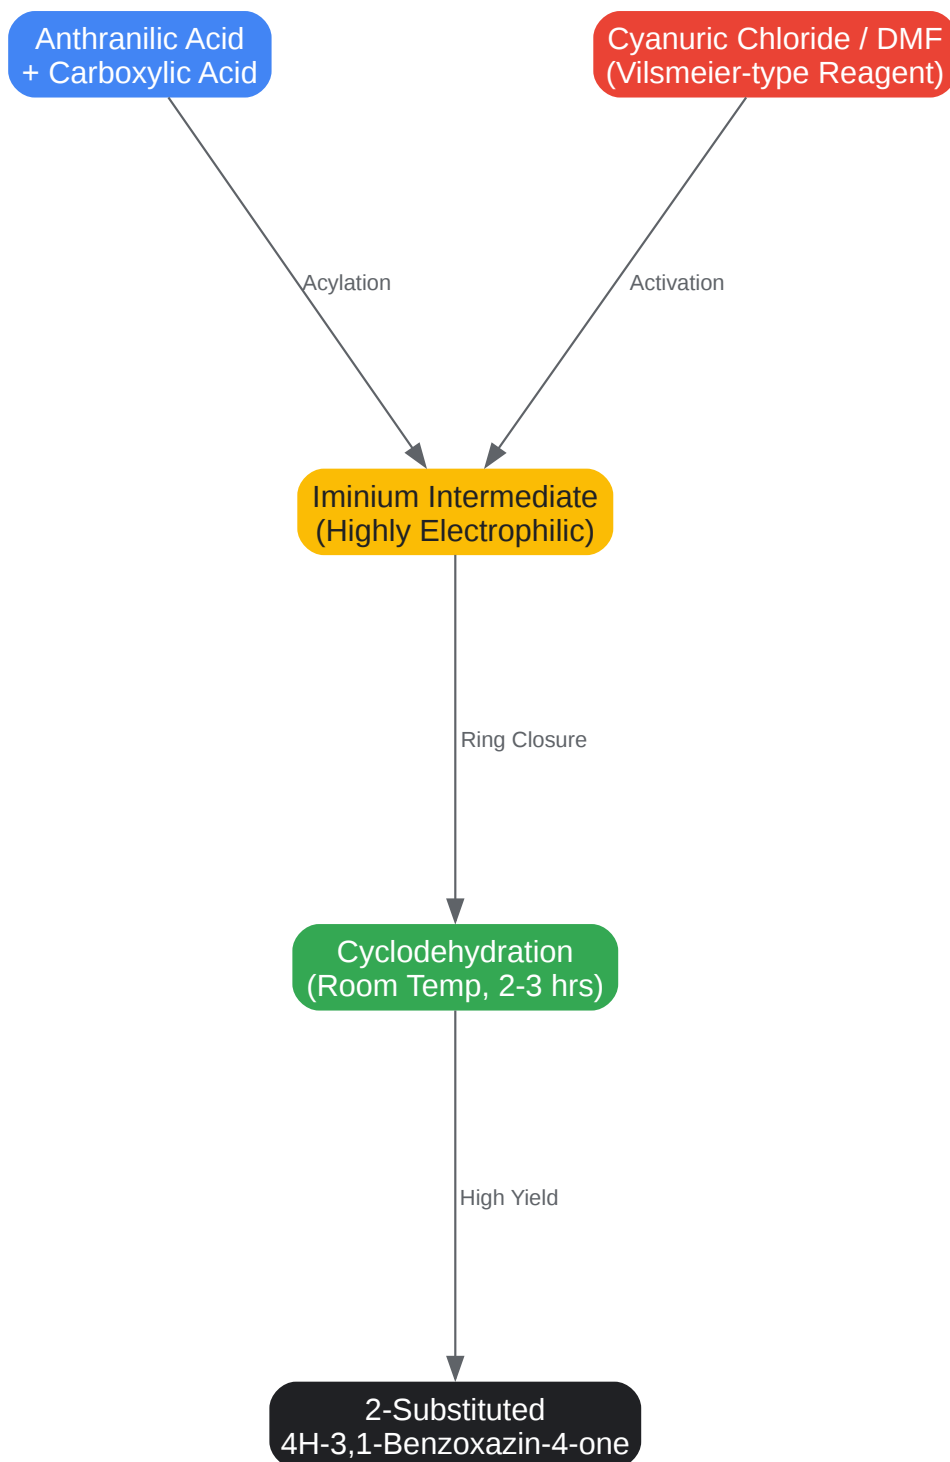 Anthranilic Acid
+ Carboxylic Acid
Cyanuric Chloride / DMF
(Vilsmeier-type Reagent)
Acylation
Activation
Iminium Intermediate
(Highly Electrophilic)
Ring Closure
Cyclodehydration
(Room Temp, 2-3 hrs)
High Yield
2-Substituted
4H-3,1-Benzoxazin-4-one